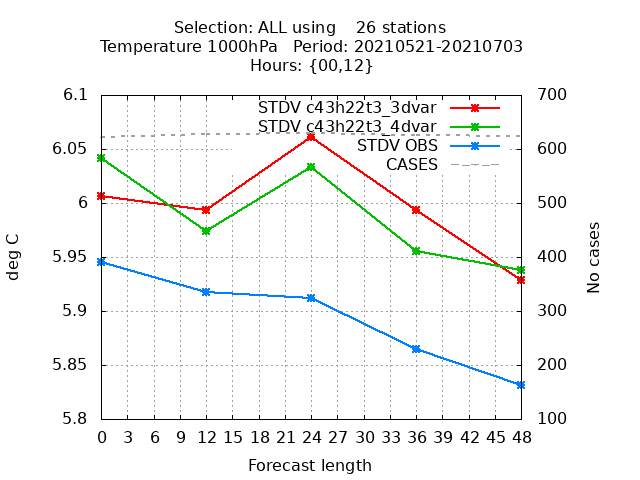 Selection: ALL using    26 stations
Temperature 1000hPa   Period: 20210521-20210703
Hours: {00,12}
6.1
6.05
6
5.95
5.9
5.85
5.8
700
600
500
400
300
200
100
STDV c43h22t3_3dvar
STDV c43h22t3_4dvar
STDV OBS
CASES
deg C
No cases
0 3 6 9 12 15 18 21 24 27 30 33 36 39 42 45 48
Forecast length